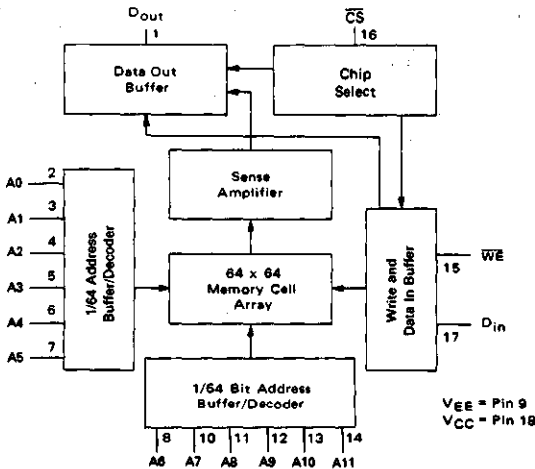 Dout
1
CS
16
Data Out
Buffer
Chip
Select
Sense
Amplifier
A0 2
A1 3
A2 4
A3 5
A4 6
A5 7
1/64 Address
Buffer/Decoder
64 x 64
Memory Cell
Array
Write and
Data In Buffer
15 WE
17 Din
1/64 Bit Address
Buffer/Decoder
8 10 11 12 13 14
A6 A7 A8 A9 A10 A11
VEE = Pin 9
VCC = Pin 18